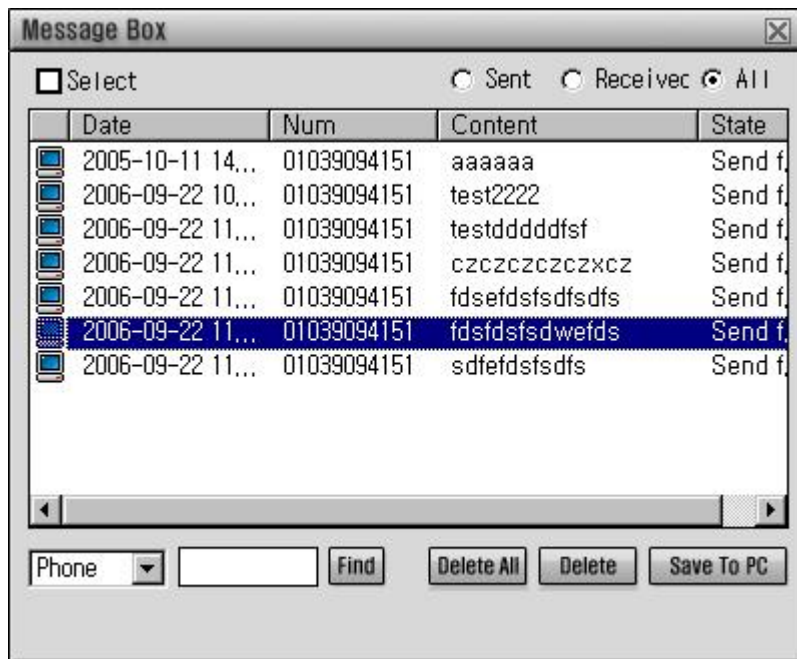 Message Box
Select Sent Received All
Date Num Content State
2005-10-11 14... 01039094151 aaaaaa Send f.
2006-09-22 10... 01039094151 test2222 Send f.
2006-09-22 11... 01039094151 testdddddfsf Send f.
2006-09-22 11... 01039094151 czczczczczxcz Send f.
2006-09-22 11... 01039094151 fdsefdsfsdfsdfs Send f.
2006-09-22 11... 01039094151 fdsfdsfsdwefds Send f.
2006-09-22 11... 01039094151 sdfefdsfsdfs Send f.
Phone Find Delete All Delete Save To PC